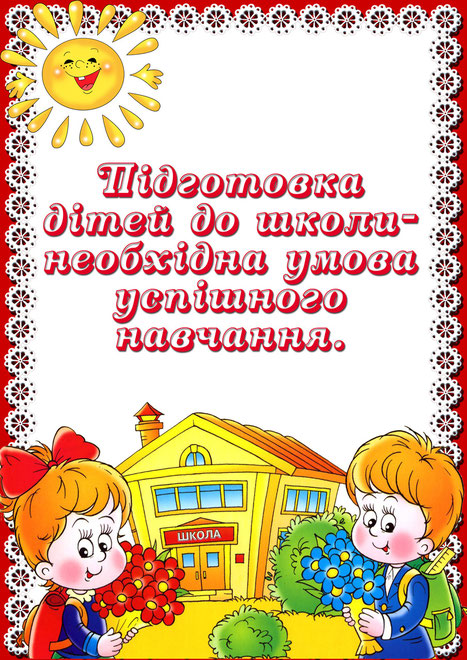 Підготовка
дітей до школи-
необхідна умова
успішного
навчання.
ШКОЛА